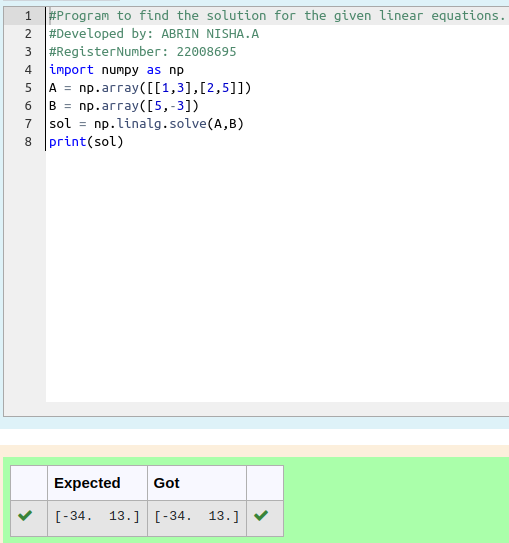 1 #Program to find the solution for the given linear equations.
2 #Developed by: ABRIN NISHA.A
3 #RegisterNumber: 22008695
4 import numpy as np
5 A = np.array([[1,3],[2,5]])
6 B = np.array([5,-3])
7 sol = np.linalg.solve(A,B)
8 print(sol)
Expected Got
[-34.  13.] [-34.  13.]